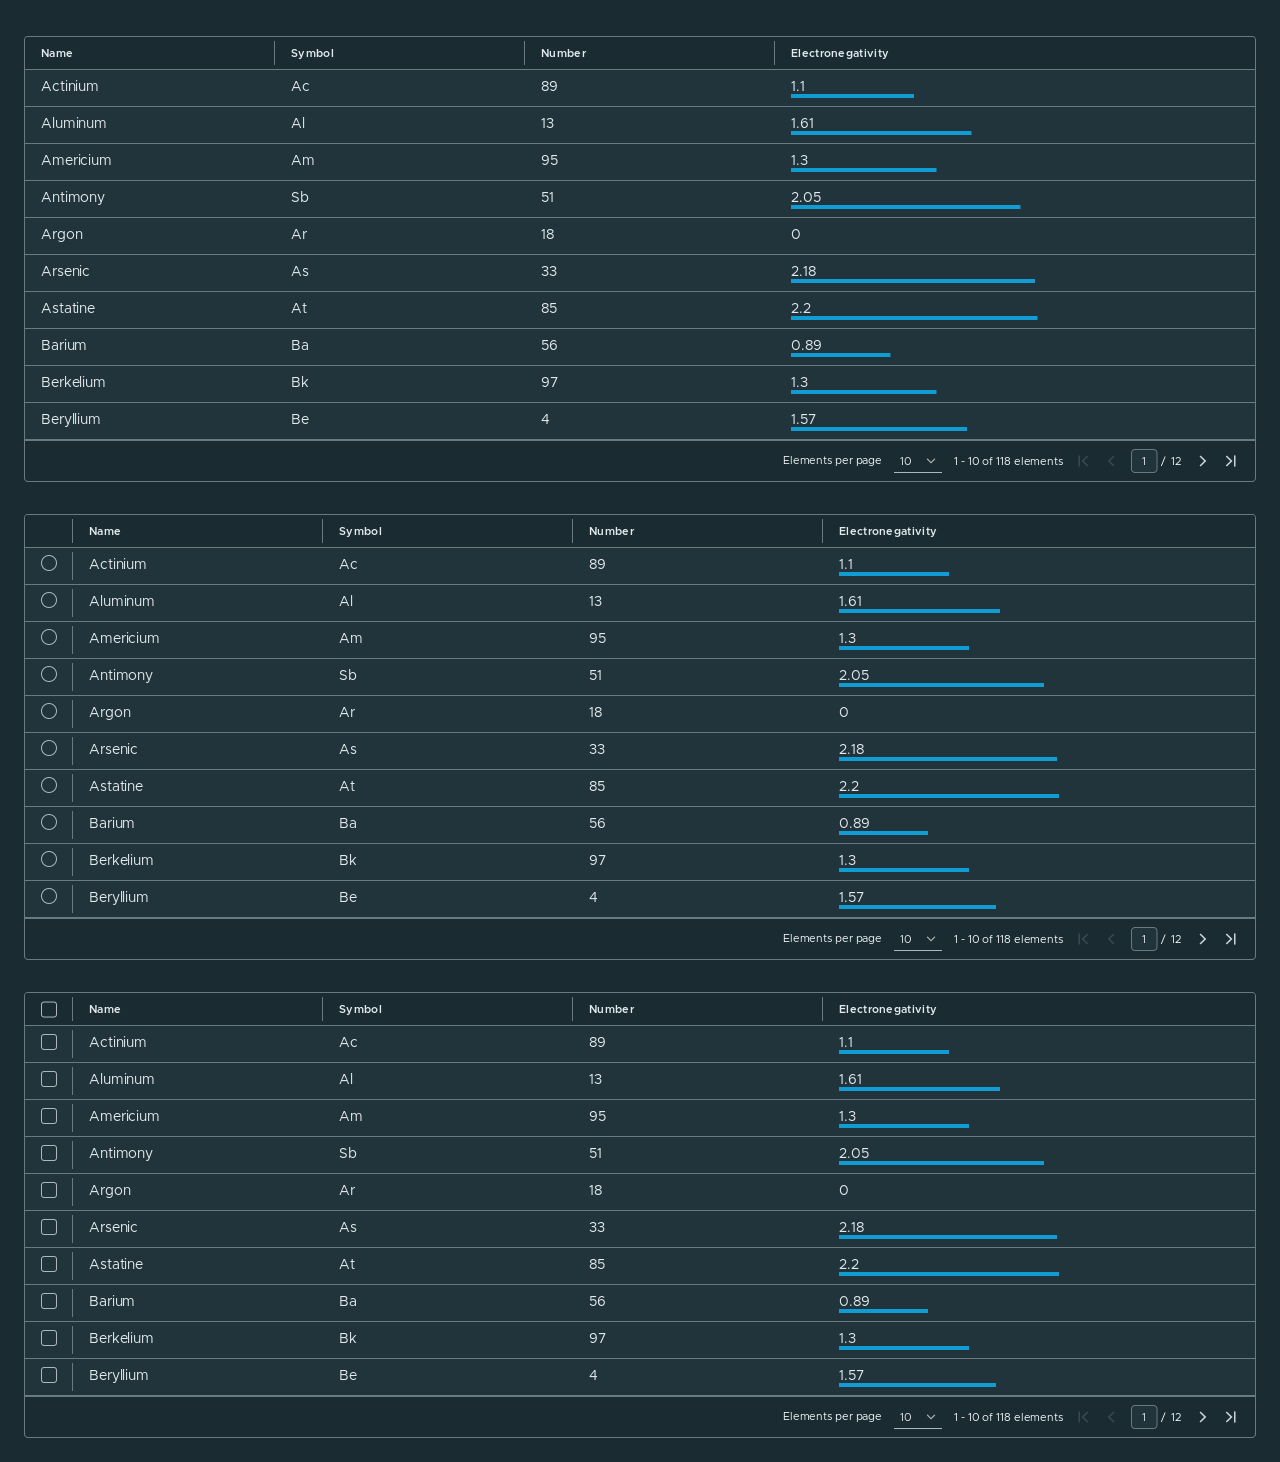 Name Symbol Number Electronegativity
Actinium Ac 89 1.1
Aluminum Al 13 1.61
Americium Am 95 1.3
Antimony Sb 51 2.05
Argon Ar 18 0
Arsenic As 33 2.18
Astatine At 85 2.2
Barium Ba 56 0.89
Berkelium Bk 97 1.3
Beryllium Be 4 1.57
Elements per page 10 1 - 10 of 118 elements 1 / 12
Name Symbol Number Electronegativity
Actinium Ac 89 1.1
Aluminum Al 13 1.61
Americium Am 95 1.3
Antimony Sb 51 2.05
Argon Ar 18 0
Arsenic As 33 2.18
Astatine At 85 2.2
Barium Ba 56 0.89
Berkelium Bk 97 1.3
Beryllium Be 4 1.57
Elements per page 10 1 - 10 of 118 elements 1 / 12
Name Symbol Number Electronegativity
Actinium Ac 89 1.1
Aluminum Al 13 1.61
Americium Am 95 1.3
Antimony Sb 51 2.05
Argon Ar 18 0
Arsenic As 33 2.18
Astatine At 85 2.2
Barium Ba 56 0.89
Berkelium Bk 97 1.3
Beryllium Be 4 1.57
Elements per page 10 1 - 10 of 118 elements 1 / 12